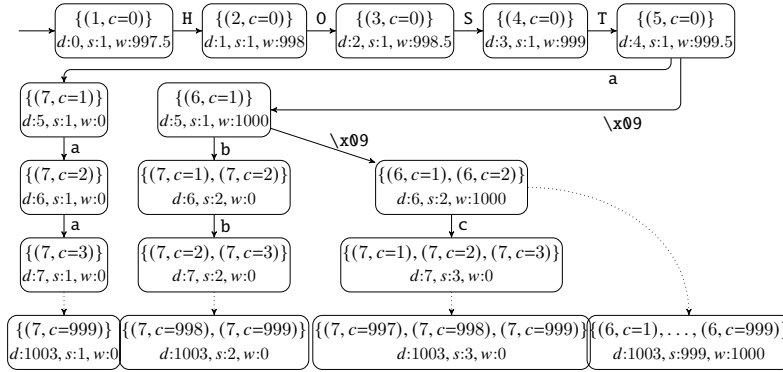 {(1, c=0)}
d:0, s:1, w:997.5
H
{(2, c=0)}
d:1, s:1, w:998
O
{(3, c=0)}
d:2, s:1, w:998.5
S
{(4, c=0)}
d:3, s:1, w:999
T
{(5, c=0)}
d:4, s:1, w:999.5
a
\x09
{(7, c=1)}
d:5, s:1, w:0
{(6, c=1)}
d:5, s:1, w:1000
a
b
\x09
{(7, c=2)}
d:6, s:1, w:0
{(7, c=1), (7, c=2)}
d:6, s:2, w:0
{(6, c=1), (6, c=2)}
d:6, s:2, w:1000
a
b
c
{(7, c=3)}
d:7, s:1, w:0
{(7, c=2), (7, c=3)}
d:7, s:2, w:0
{(7, c=1), (7, c=2), (7, c=3)}
d:7, s:3, w:0
{(7, c=999)}
d:1003, s:1, w:0
{(7, c=998), (7, c=999)}
d:1003, s:2, w:0
{(7, c=997), (7, c=998), (7, c=999)}
d:1003, s:3, w:0
{(6, c=1), . . . , (6, c=999)}
d:1003, s:999, w:1000